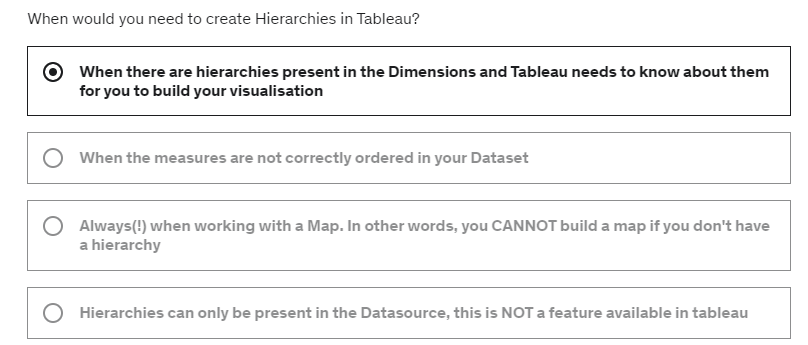 When would you need to create Hierarchies in Tableau?
When there are hierarchies present in the Dimensions and Tableau needs to know about them
for you to build your visualisation
When the measures are not correctly ordered in your Dataset
Always(!) when working with a Map. In other words, you CANNOT build a map if you don't have
a hierarchy
Hierarchies can only be present in the Datasource, this is NOT a feature available in tableau